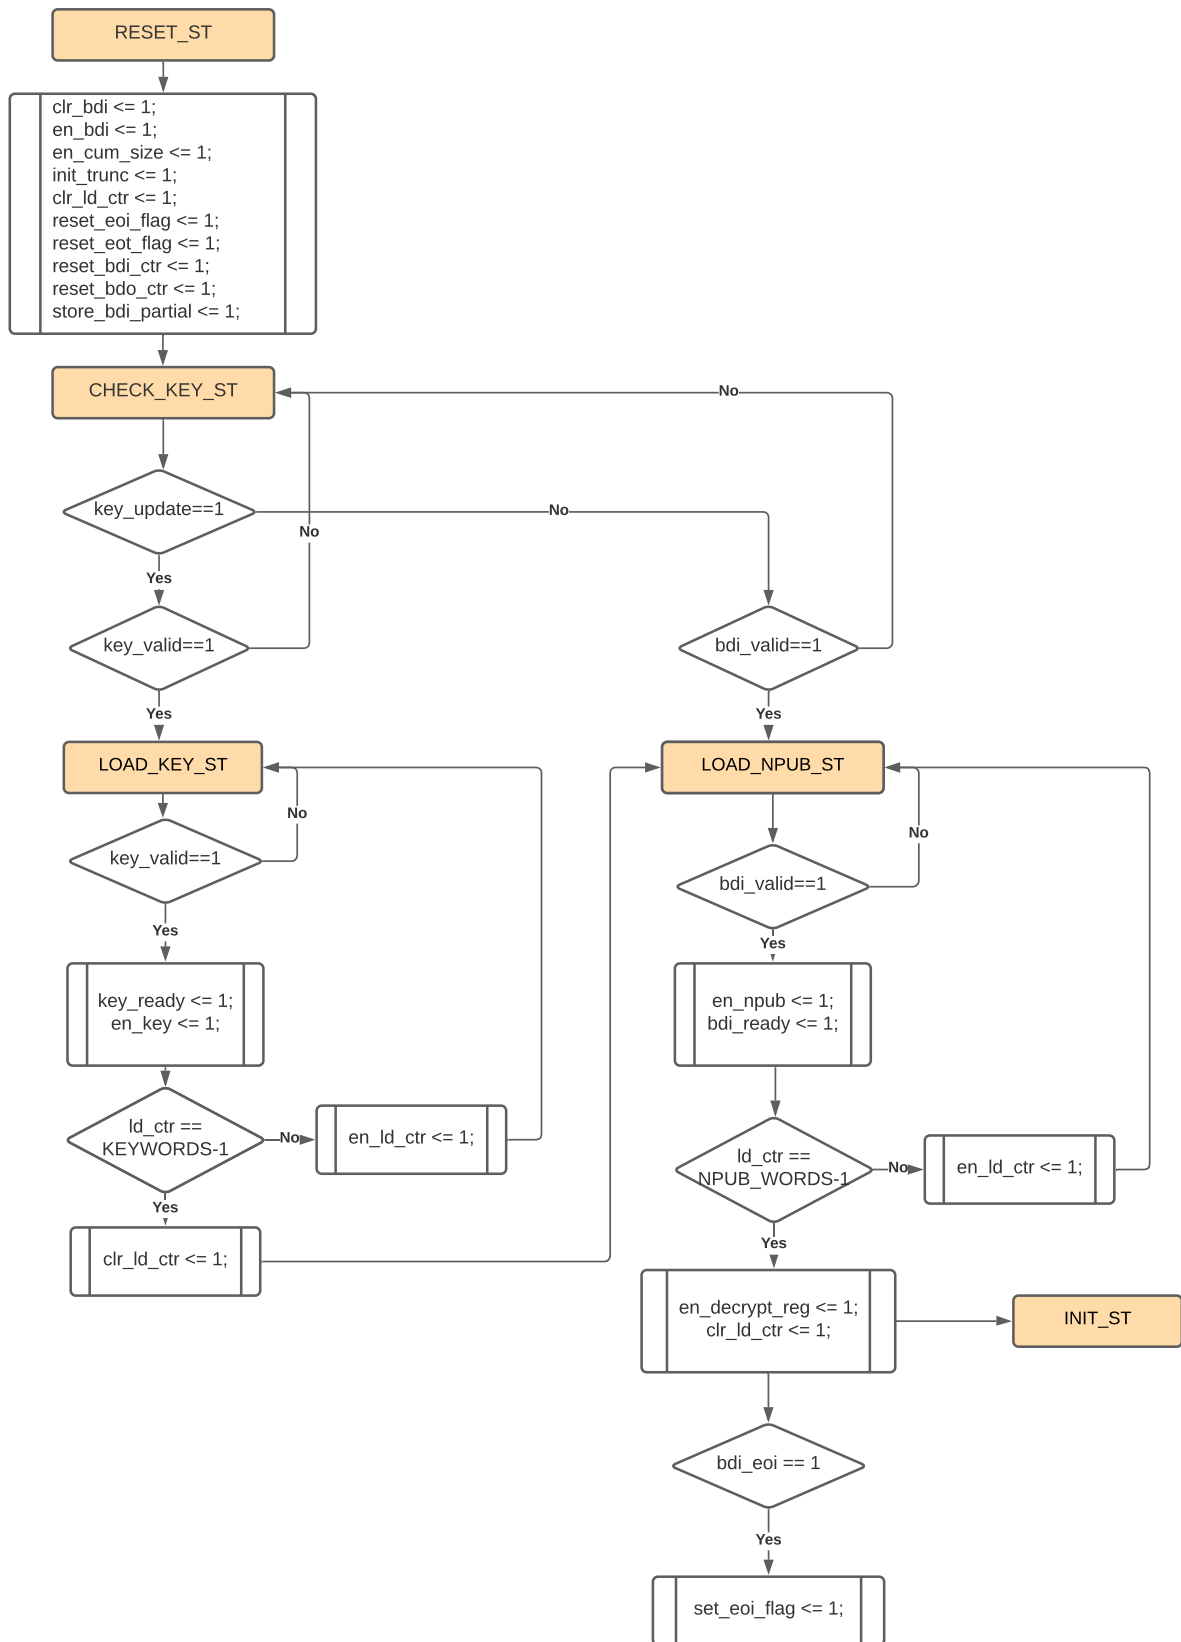 RESET_ST
clr_bdi <= 1;
en_bdi <= 1;
en_cum_size <= 1;
init_trunc <= 1;
clr_ld_ctr <= 1;
reset_eoi_flag <= 1;
reset_eot_flag <= 1;
reset_bdi_ctr <= 1;
reset_bdo_ctr <= 1;
store_bdi_partial <= 1;
CHECK_KEY_ST
No
key_update==1
No
No
Yes
key_valid==1
bdi_valid==1
Yes
Yes
LOAD_KEY_ST
LOAD_NPUB_ST
No
No
key_valid==1
bdi_valid==1
Yes
Yes
key_ready <= 1;
en_key <= 1;
en_npub <= 1;
bdi_ready <= 1;
ld_ctr ==
KEYWORDS-1
No
en_ld_ctr <= 1;
ld_ctr ==
NPUB_WORDS-1
No
en_ld_ctr <= 1;
Yes
Yes
clr_ld_ctr <= 1;
en_decrypt_reg <= 1;
clr_ld_ctr <= 1;
INIT_ST
bdi_eoi == 1
Yes
set_eoi_flag <= 1;